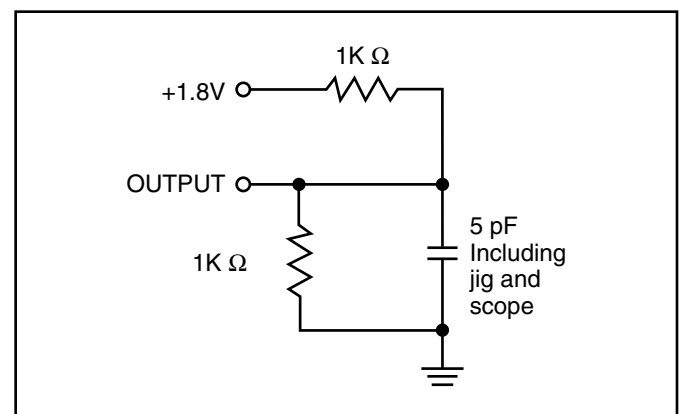 1K Ω
+1.8V
OUTPUT
1K Ω
5 pF
Including
jig and
scope